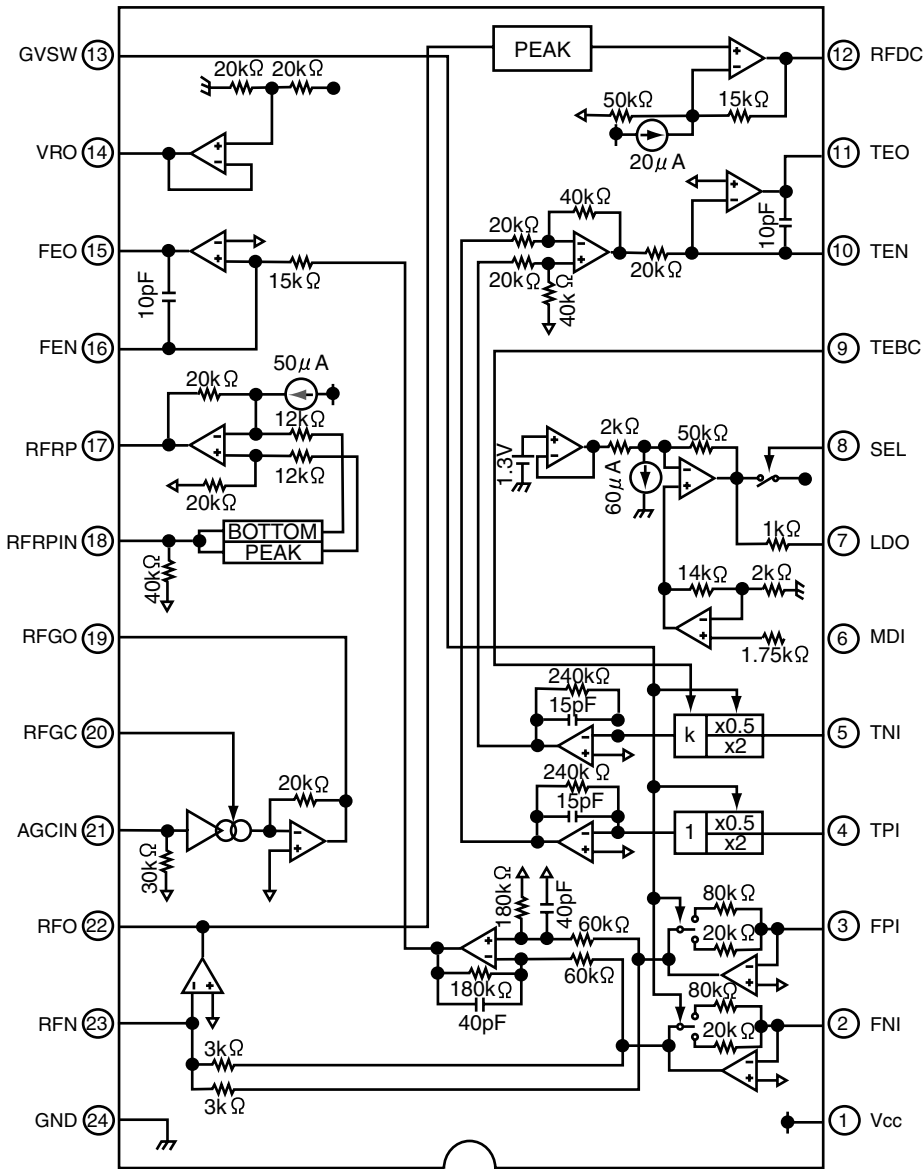 PEAK
GVSW 13
12 RFDC
20kΩ 20kΩ
50kΩ 15kΩ
20μA
VRO 14
11 TEO
10pF
40kΩ
20kΩ
20kΩ
40kΩ
20kΩ
FEO 15
10 TEN
15kΩ
10pF
FEN 16
9 TEBC
50μA
20kΩ
12kΩ
RFRP 17
12kΩ
20kΩ
2kΩ 50kΩ
1.3V
60μA
8 SEL
1kΩ
RFRPIN 18
BOTTOM
PEAK
7 LDO
40kΩ
14kΩ 2kΩ
RFGO 19
6 MDI
1.75kΩ
240kΩ
15pF
RFGC 20
k x0.5
x2
5 TNI
20kΩ
240kΩ
15pF
AGCIN 21
1 x0.5
x2
4 TPI
30kΩ
180kΩ
40pF
80kΩ
RFO 22
60kΩ
20kΩ
3 FPI
60kΩ
180kΩ
40pF
80kΩ
RFN 23
20kΩ
2 FNI
3kΩ
3kΩ
GND 24
1 Vcc